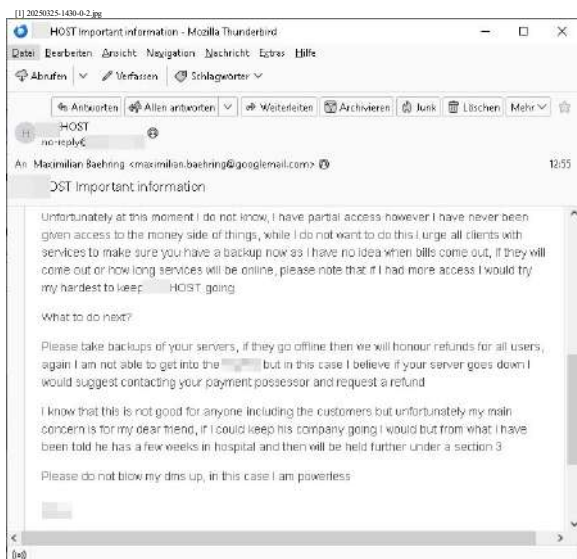 [1] 20250325-1430-0-2.jpg
HOST Important information - Mozilla Thunderbird
Datei Bearbeiten Ansicht Navigation Nachricht Extras Hilfe
Abrufen Verfassen Schlagwörter
Antworten Allen antworten Weiterleiten Archivieren Junk Löschen Mehr
H HOST
no-reply@
An Maximilian Baehring <maximilian.baehring@googlemail.com> 12:55
OST Important information
Unfortunately at this moment I do not know, I have partial access however I have never been
given access to the money side of things, while I do not want to do this I urge all clients with
services to make sure you have a backup now as I have no idea when bills come out, if they will
come out or how long services will be online, please note that if I had more access I would try
my hardest to keep HOST going
What to do next?
Please take backups of your servers, if they go offline then we will honour refunds for all users,
again I am not able to get into the but in this case I believe if your server goes down I
would suggest contacting your payment possessor and request a refund
I know that this is not good for anyone including the customers but unfortunately my main
concern is for my dear friend, if I could keep his company going I would but from what I have
been told he has a few weeks in hospital and then will be held further under a section 3
Please do not blow my dms up, in this case I am powerless